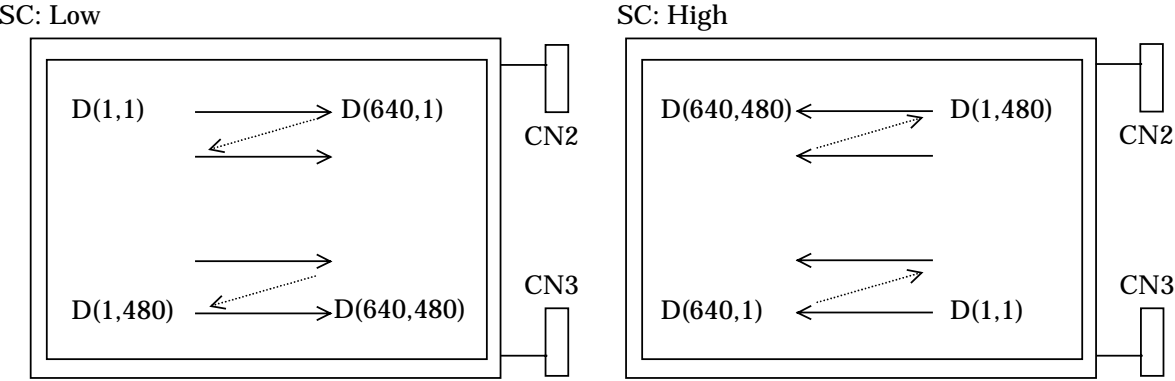 SC: Low
D(1,1) D(640,1)
CN2
CN3
D(1,480) D(640,480)
SC: High
D(640,480) D(1,480)
CN2
CN3
D(640,1) D(1,1)